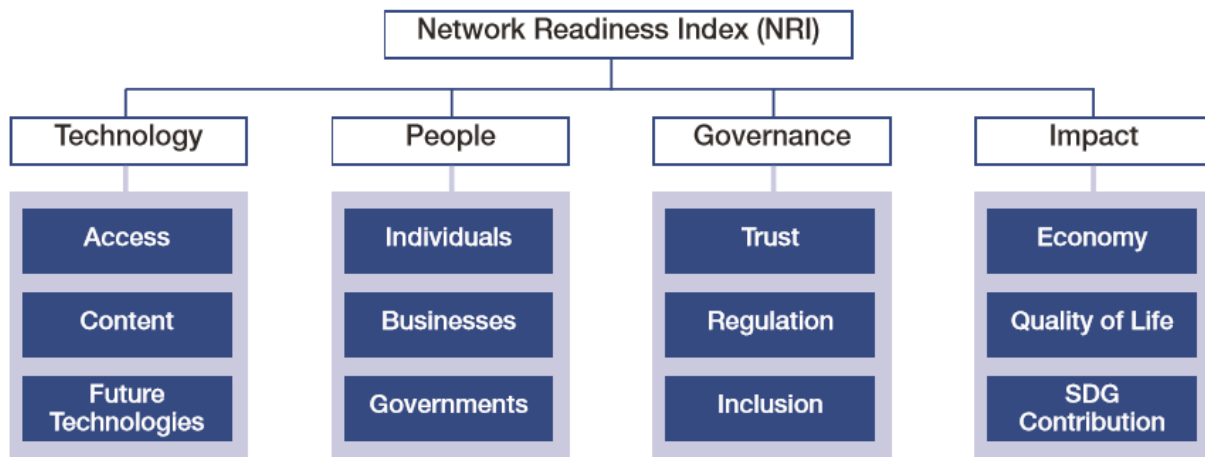 Network Readiness Index (NRI)
Technology
People
Governance
Impact
Access
Individuals
Trust
Economy
Content
Businesses
Regulation
Quality of Life
Future
Technologies
Governments
Inclusion
SDG
Contribution